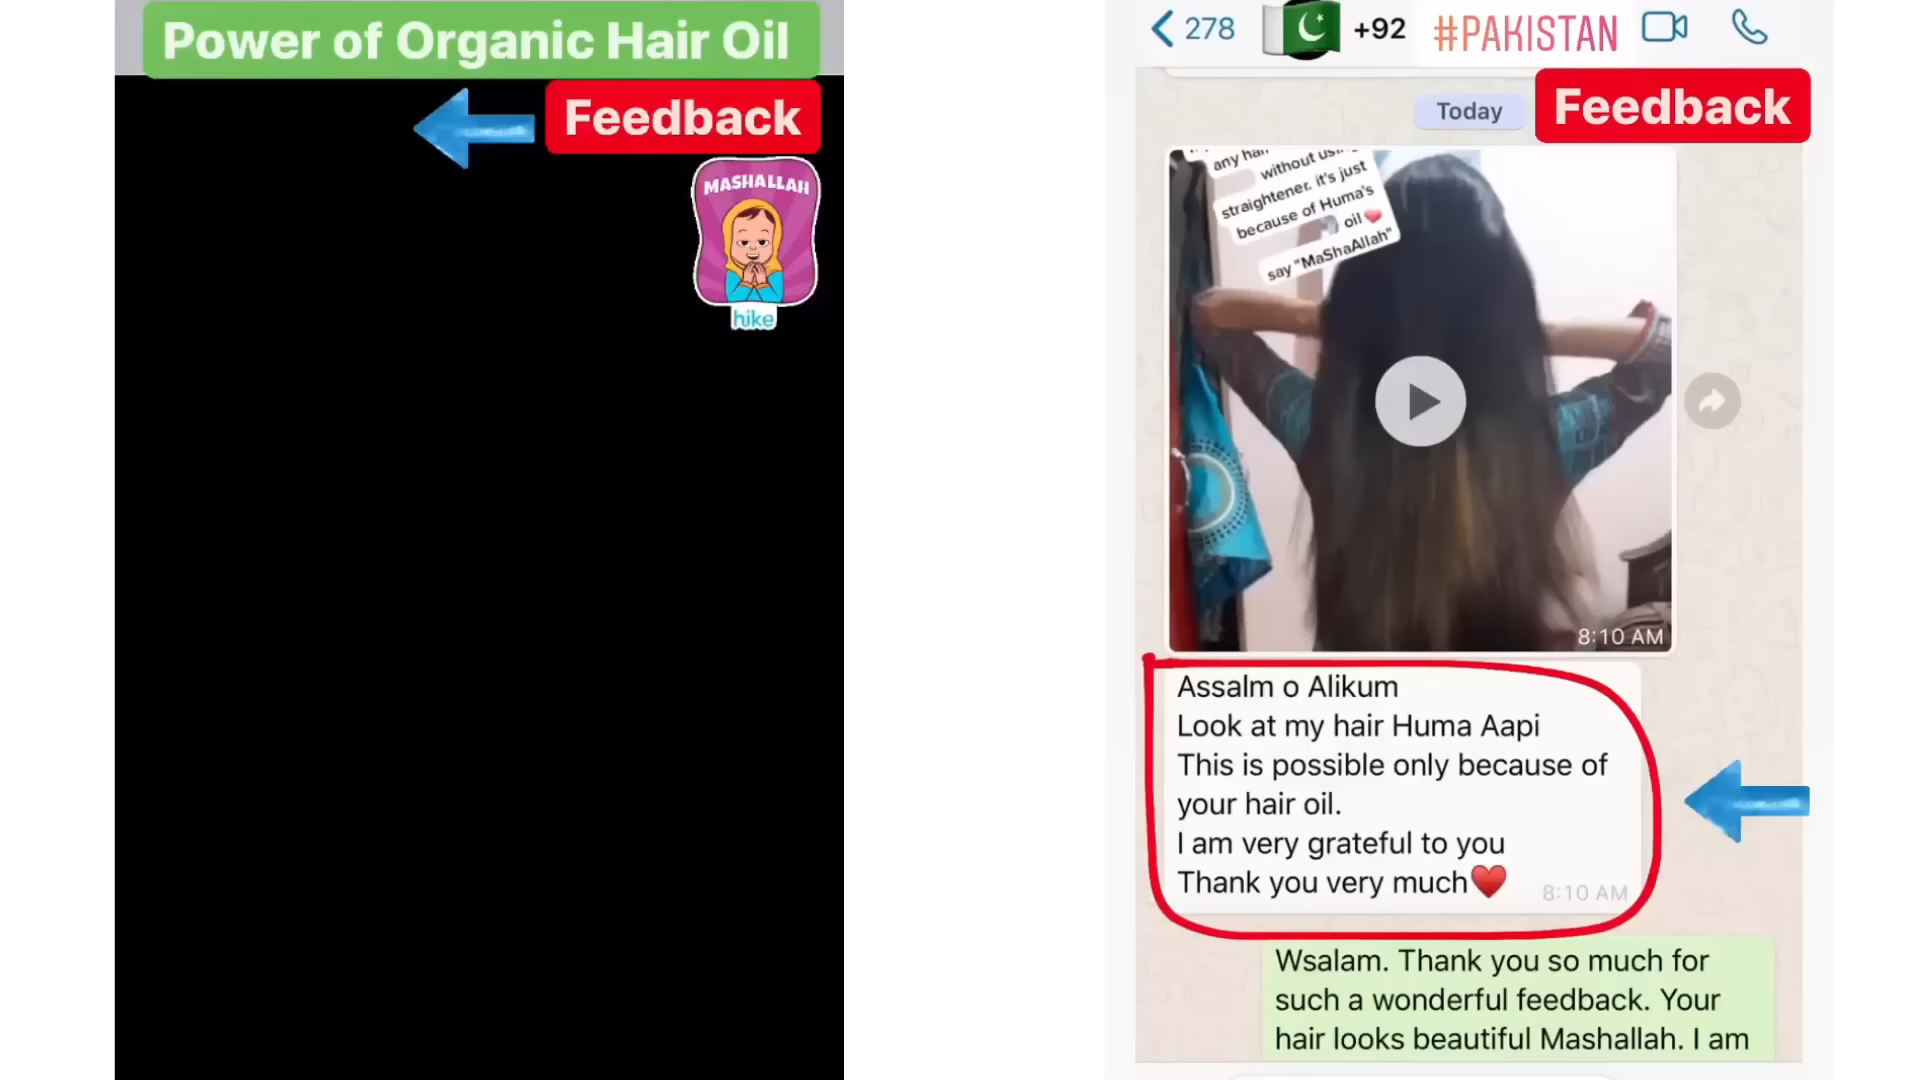 Power of Organic Hair Oil
Feedback
MASHALLAH
hike
278
+92
#PAKISTAN
Feedback
Today
any hair
without using
straightener. it's just
because of Huma's
oil
say "MaShaAllah"
8:10 AM
Assalm o Alikum
Look at my hair Huma Aapi
This is possible only because of
your hair oil.
I am very grateful to you
Thank you very much♥
8:10 AM
Wsalam. Thank you so much for
such a wonderful feedback. Your
hair looks beautiful Mashallah. I am